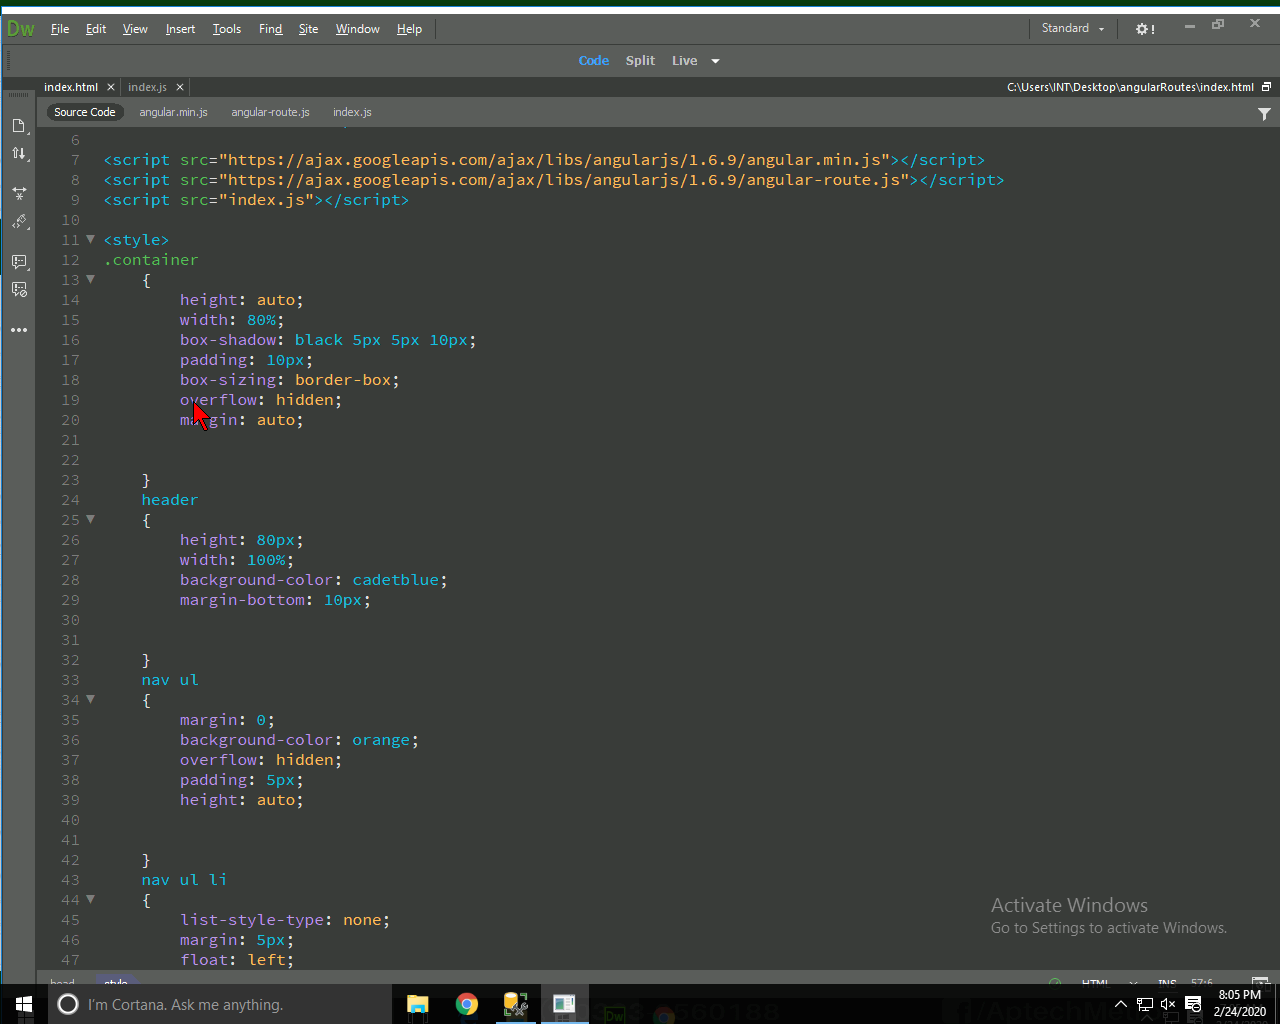 Dw File Edit View Insert Tools Find Site Window Help Standard !
Code Split Live
index.html × index.js × C:\Users\INT\Desktop\angularRoutes\index.html
Source Code angular.min.js angular-route.js index.js
6
7 <script src="https://ajax.googleapis.com/ajax/libs/angularjs/1.6.9/angular.min.js"></script>
8 <script src="https://ajax.googleapis.com/ajax/libs/angularjs/1.6.9/angular-route.js"></script>
9 <script src="index.js"></script>
10
11 <style>
12 .container
13 {
14 height: auto;
15 width: 80%;
16 box-shadow: black 5px 5px 10px;
17 padding: 10px;
18 box-sizing: border-box;
19 overflow: hidden;
20 margin: auto;
21
22
23 }
24 header
25 {
26 height: 80px;
27 width: 100%;
28 background-color: cadetblue;
29 margin-bottom: 10px;
30
31
32 }
33 nav ul
34 {
35 margin: 0;
36 background-color: orange;
37 overflow: hidden;
38 padding: 5px;
39 height: auto;
40
41
42 }
43 nav ul li
44 {
45 list-style-type: none;
46 margin: 5px;
47 float: left;
Activate Windows
Go to Settings to activate Windows.
head style HTML INS 57:6
I'm Cortana. Ask me anything.
8:05 PM
2/24/2020